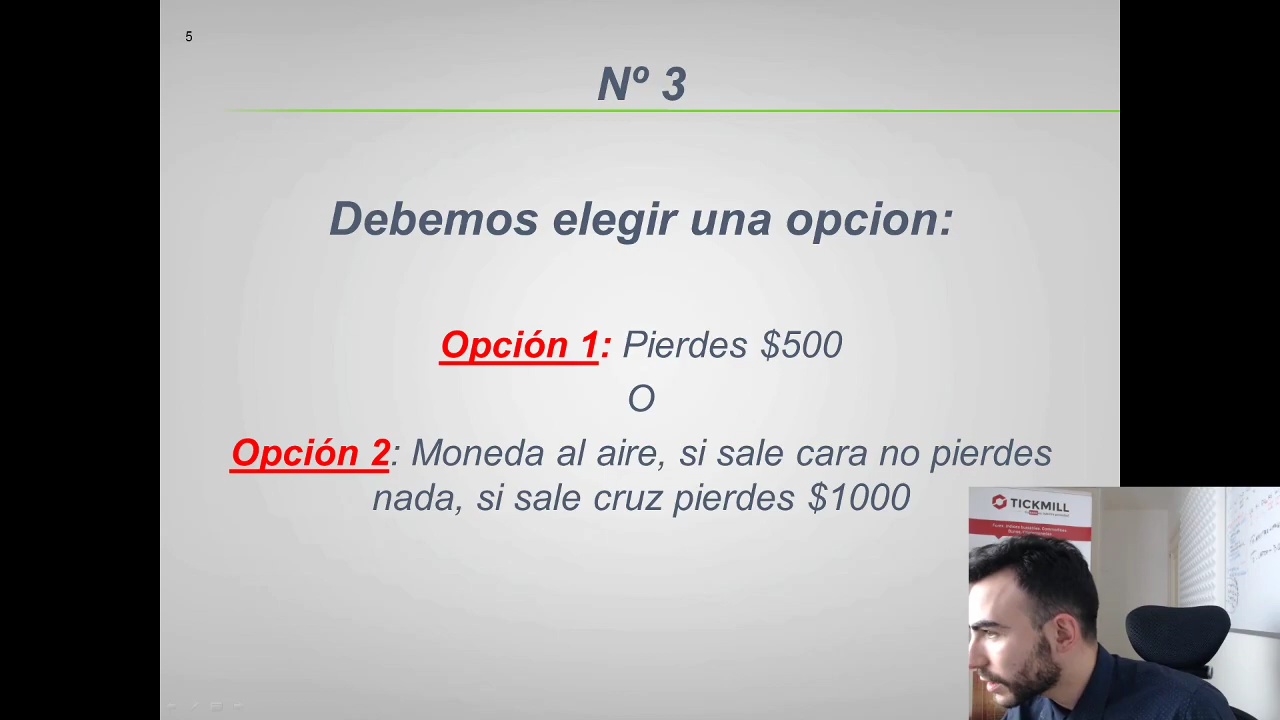 5
Nº 3
Debemos elegir una opcion:
Opción 1: Pierdes $500
O
Opción 2: Moneda al aire, si sale cara no pierdes
nada, si sale cruz pierdes $1000
TICKMILL